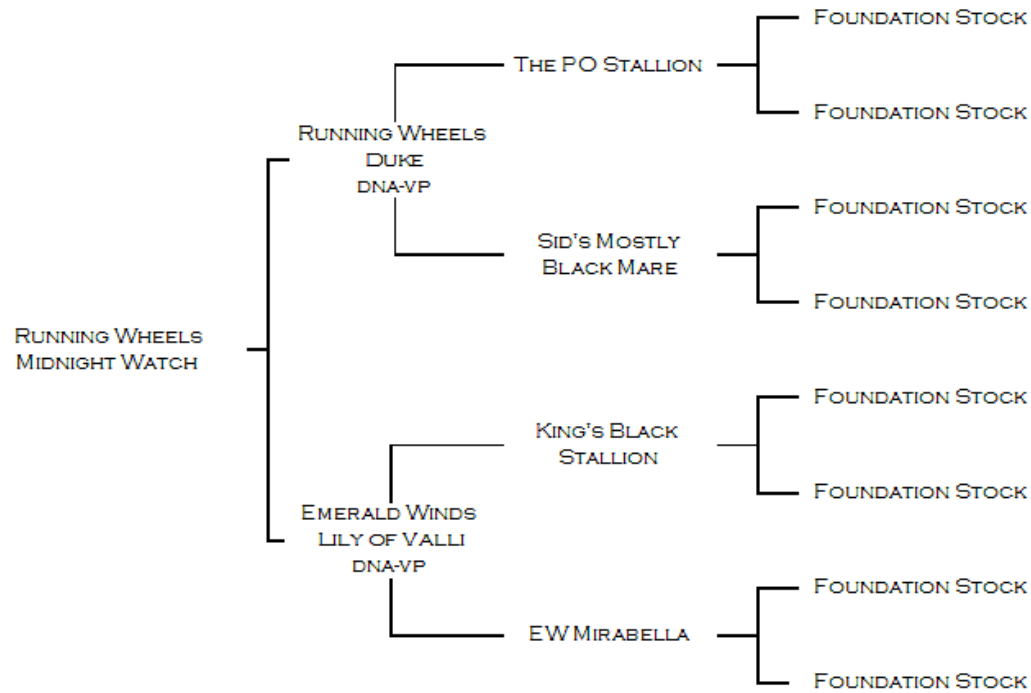 Foundation Stock
The PO Stallion
Foundation Stock
Running Wheels
Duke
DNA-VP
Foundation Stock
Sid's Mostly
Black Mare
Foundation Stock
Running Wheels
Midnight Watch
Foundation Stock
King's Black
Stallion
Foundation Stock
Emerald Winds
Lily of Valli
DNA-VP
Foundation Stock
EW Mirabella
Foundation Stock